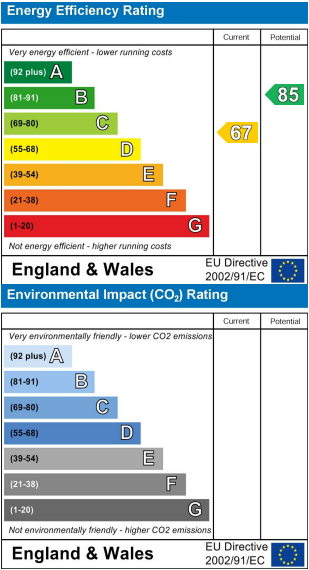 Energy Efficiency Rating
Current Potential
Very energy efficient - lower running costs
(92 plus) A
(81-91) B
85
(69-80) C
67
(55-68) D
(39-54) E
(21-38) F
(1-20) G
Not energy efficient - higher running costs
England & Wales
EU Directive
2002/91/EC
Environmental Impact (CO₂) Rating
Current Potential
Very environmentally friendly - lower CO2 emissions
(92 plus) A
(81-91) B
(69-80) C
(55-68) D
(39-54) E
(21-38) F
(1-20) G
Not environmentally friendly - higher CO2 emissions
England & Wales
EU Directive
2002/91/EC